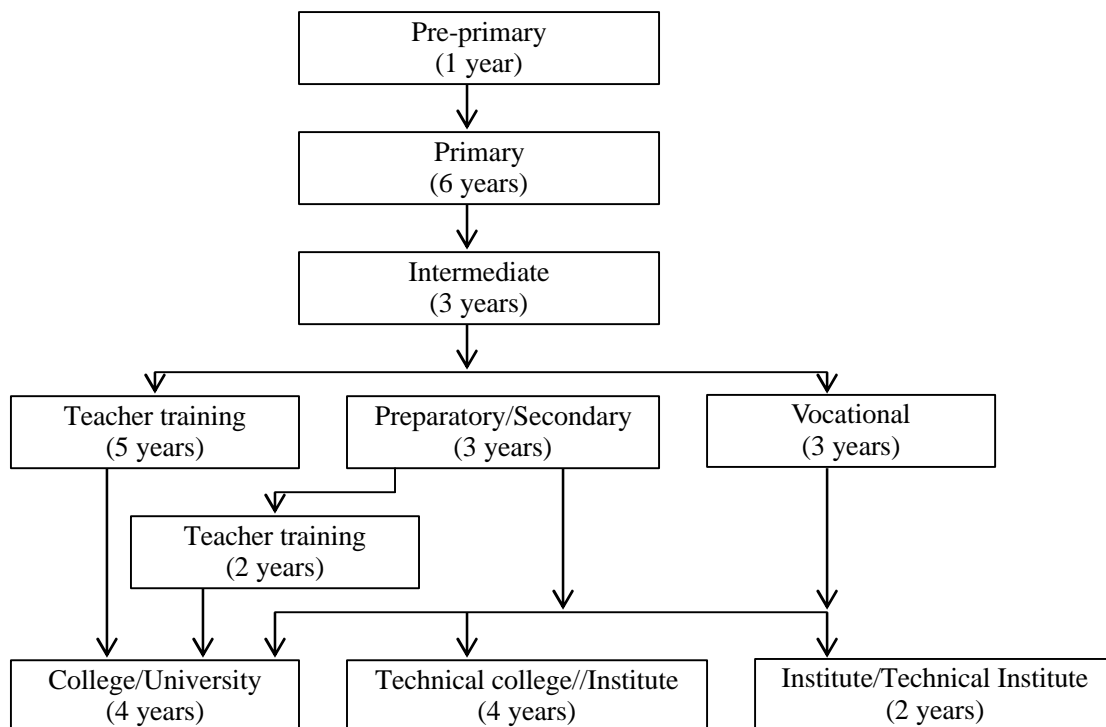 Pre-primary
(1 year)
Primary
(6 years)
Intermediate
(3 years)
Teacher training
(5 years)
Preparatory/Secondary
(3 years)
Vocational
(3 years)
Teacher training
(2 years)
College/University
(4 years)
Technical college//Institute
(4 years)
Institute/Technical Institute
(2 years)